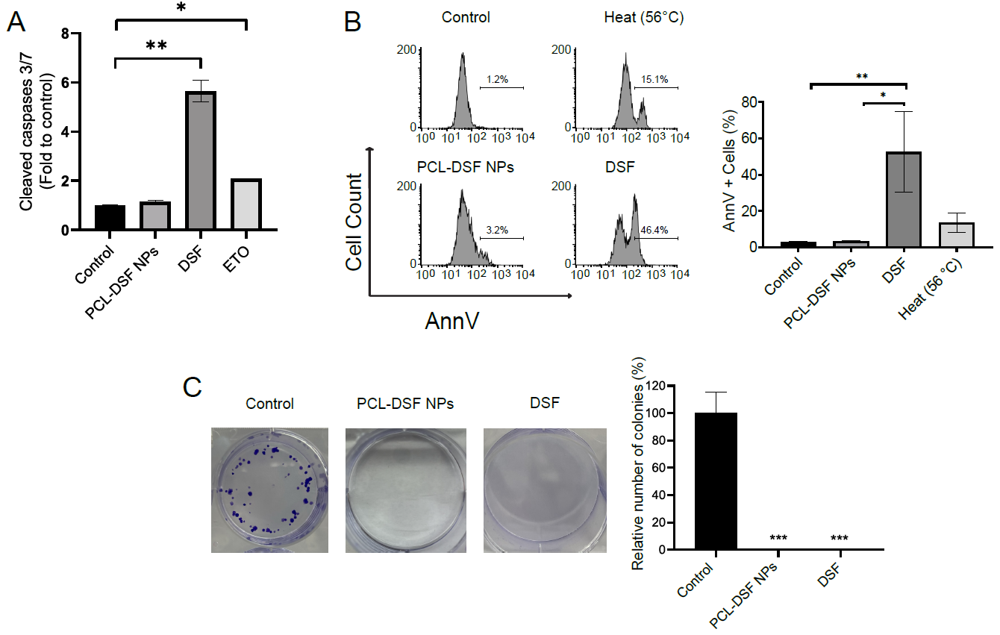 A
*
**
8
6
4
2
0
Cleaved caspases 3/7
(Fold to control)
Control
PCL-DSF NPs
DSF
ETO
B
Control
200
0
1.2%
10⁰ 10¹ 10² 10³ 10⁴
Heat (56°C)
200
0
15.1%
10⁰ 10¹ 10² 10³ 10⁴
PCL-DSF NPs
200
0
3.2%
10⁰ 10¹ 10² 10³ 10⁴
DSF
200
0
46.4%
10⁰ 10¹ 10² 10³ 10⁴
Cell Count
AnnV
**
*
80
60
40
20
0
AnnV + Cells (%)
Control
PCL-DSF NPs
DSF
Heat (56 °C)
C
Control
PCL-DSF NPs
DSF
120
100
80
60
40
20
0
Relative number of colonies (%)
***
***
Control
PCL-DSF NPs
DSF